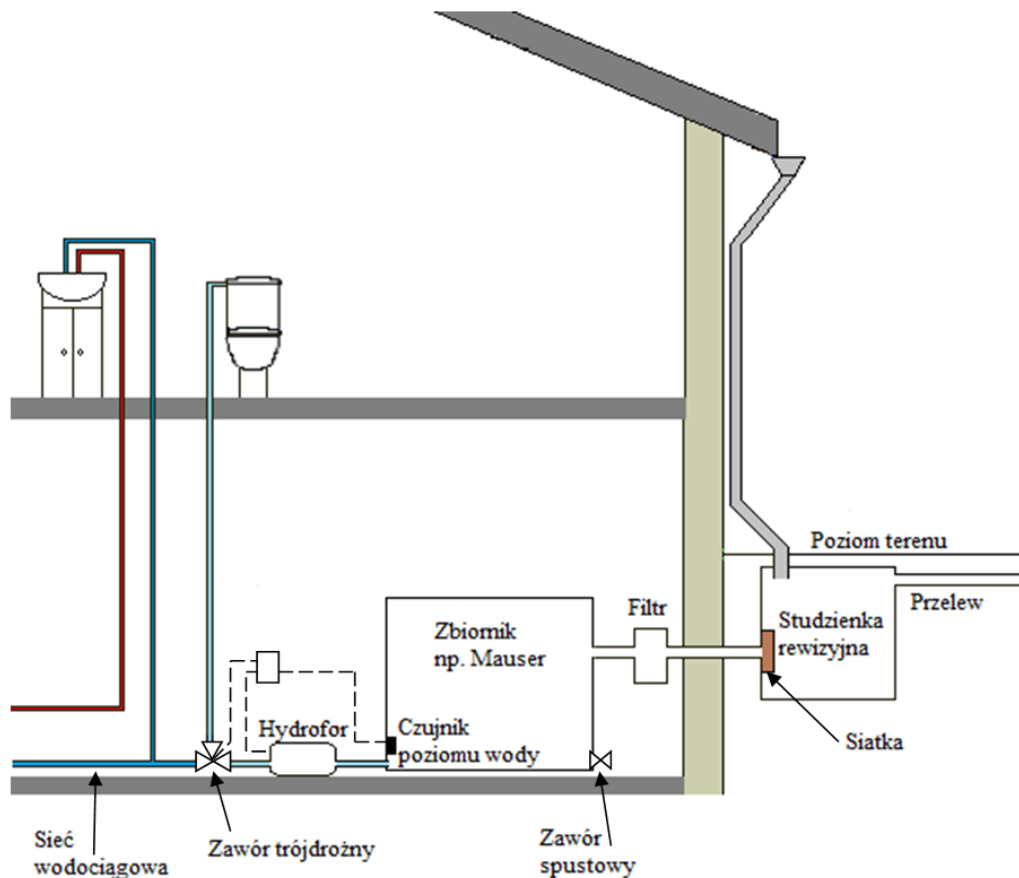 Poziom terenu
Przelew
Studzienka
rewizyjna
Filtr
Zbiornik
np. Mauser
Siatka
Hydrofor
Czujnik
poziomu wody
Sieć
wodociągowa
Zawór trójdrożny
Zawór
spustowy